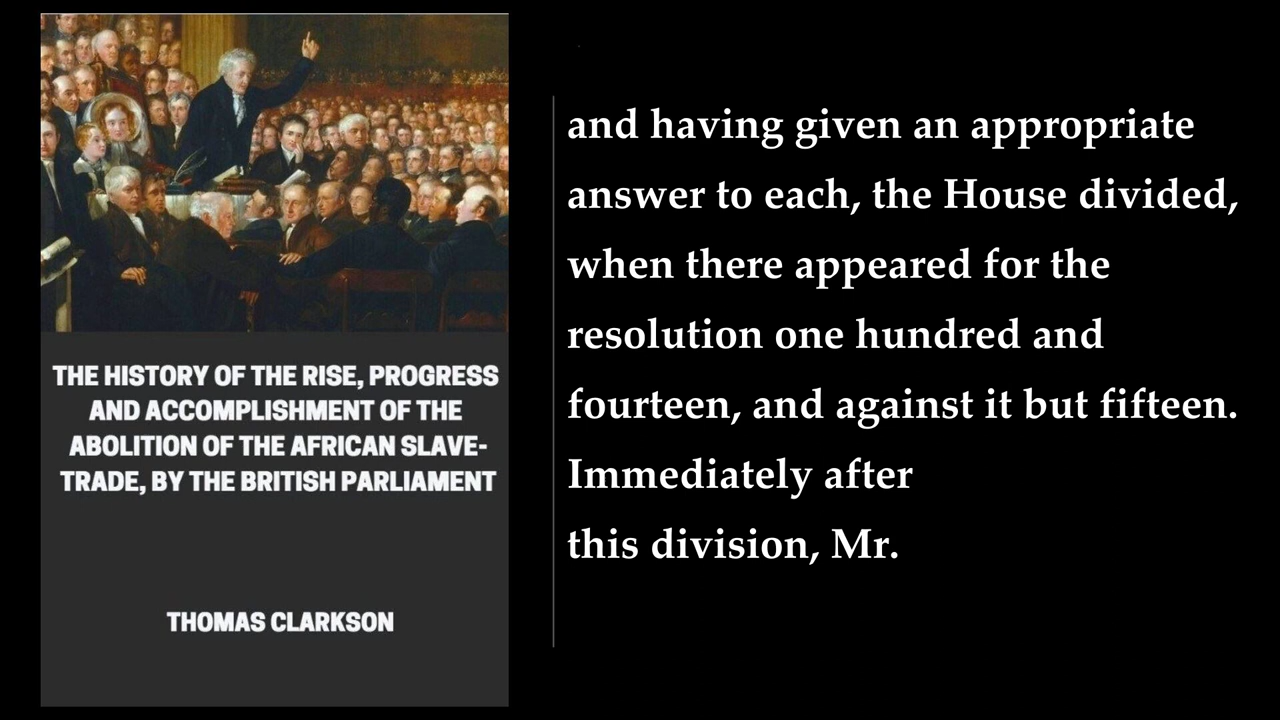 THE HISTORY OF THE RISE, PROGRESS
AND ACCOMPLISHMENT OF THE
ABOLITION OF THE AFRICAN SLAVE-
TRADE, BY THE BRITISH PARLIAMENT
THOMAS CLARKSON
and having given an appropriate
answer to each, the House divided,
when there appeared for the
resolution one hundred and
fourteen, and against it but fifteen.
Immediately after
this division, Mr.